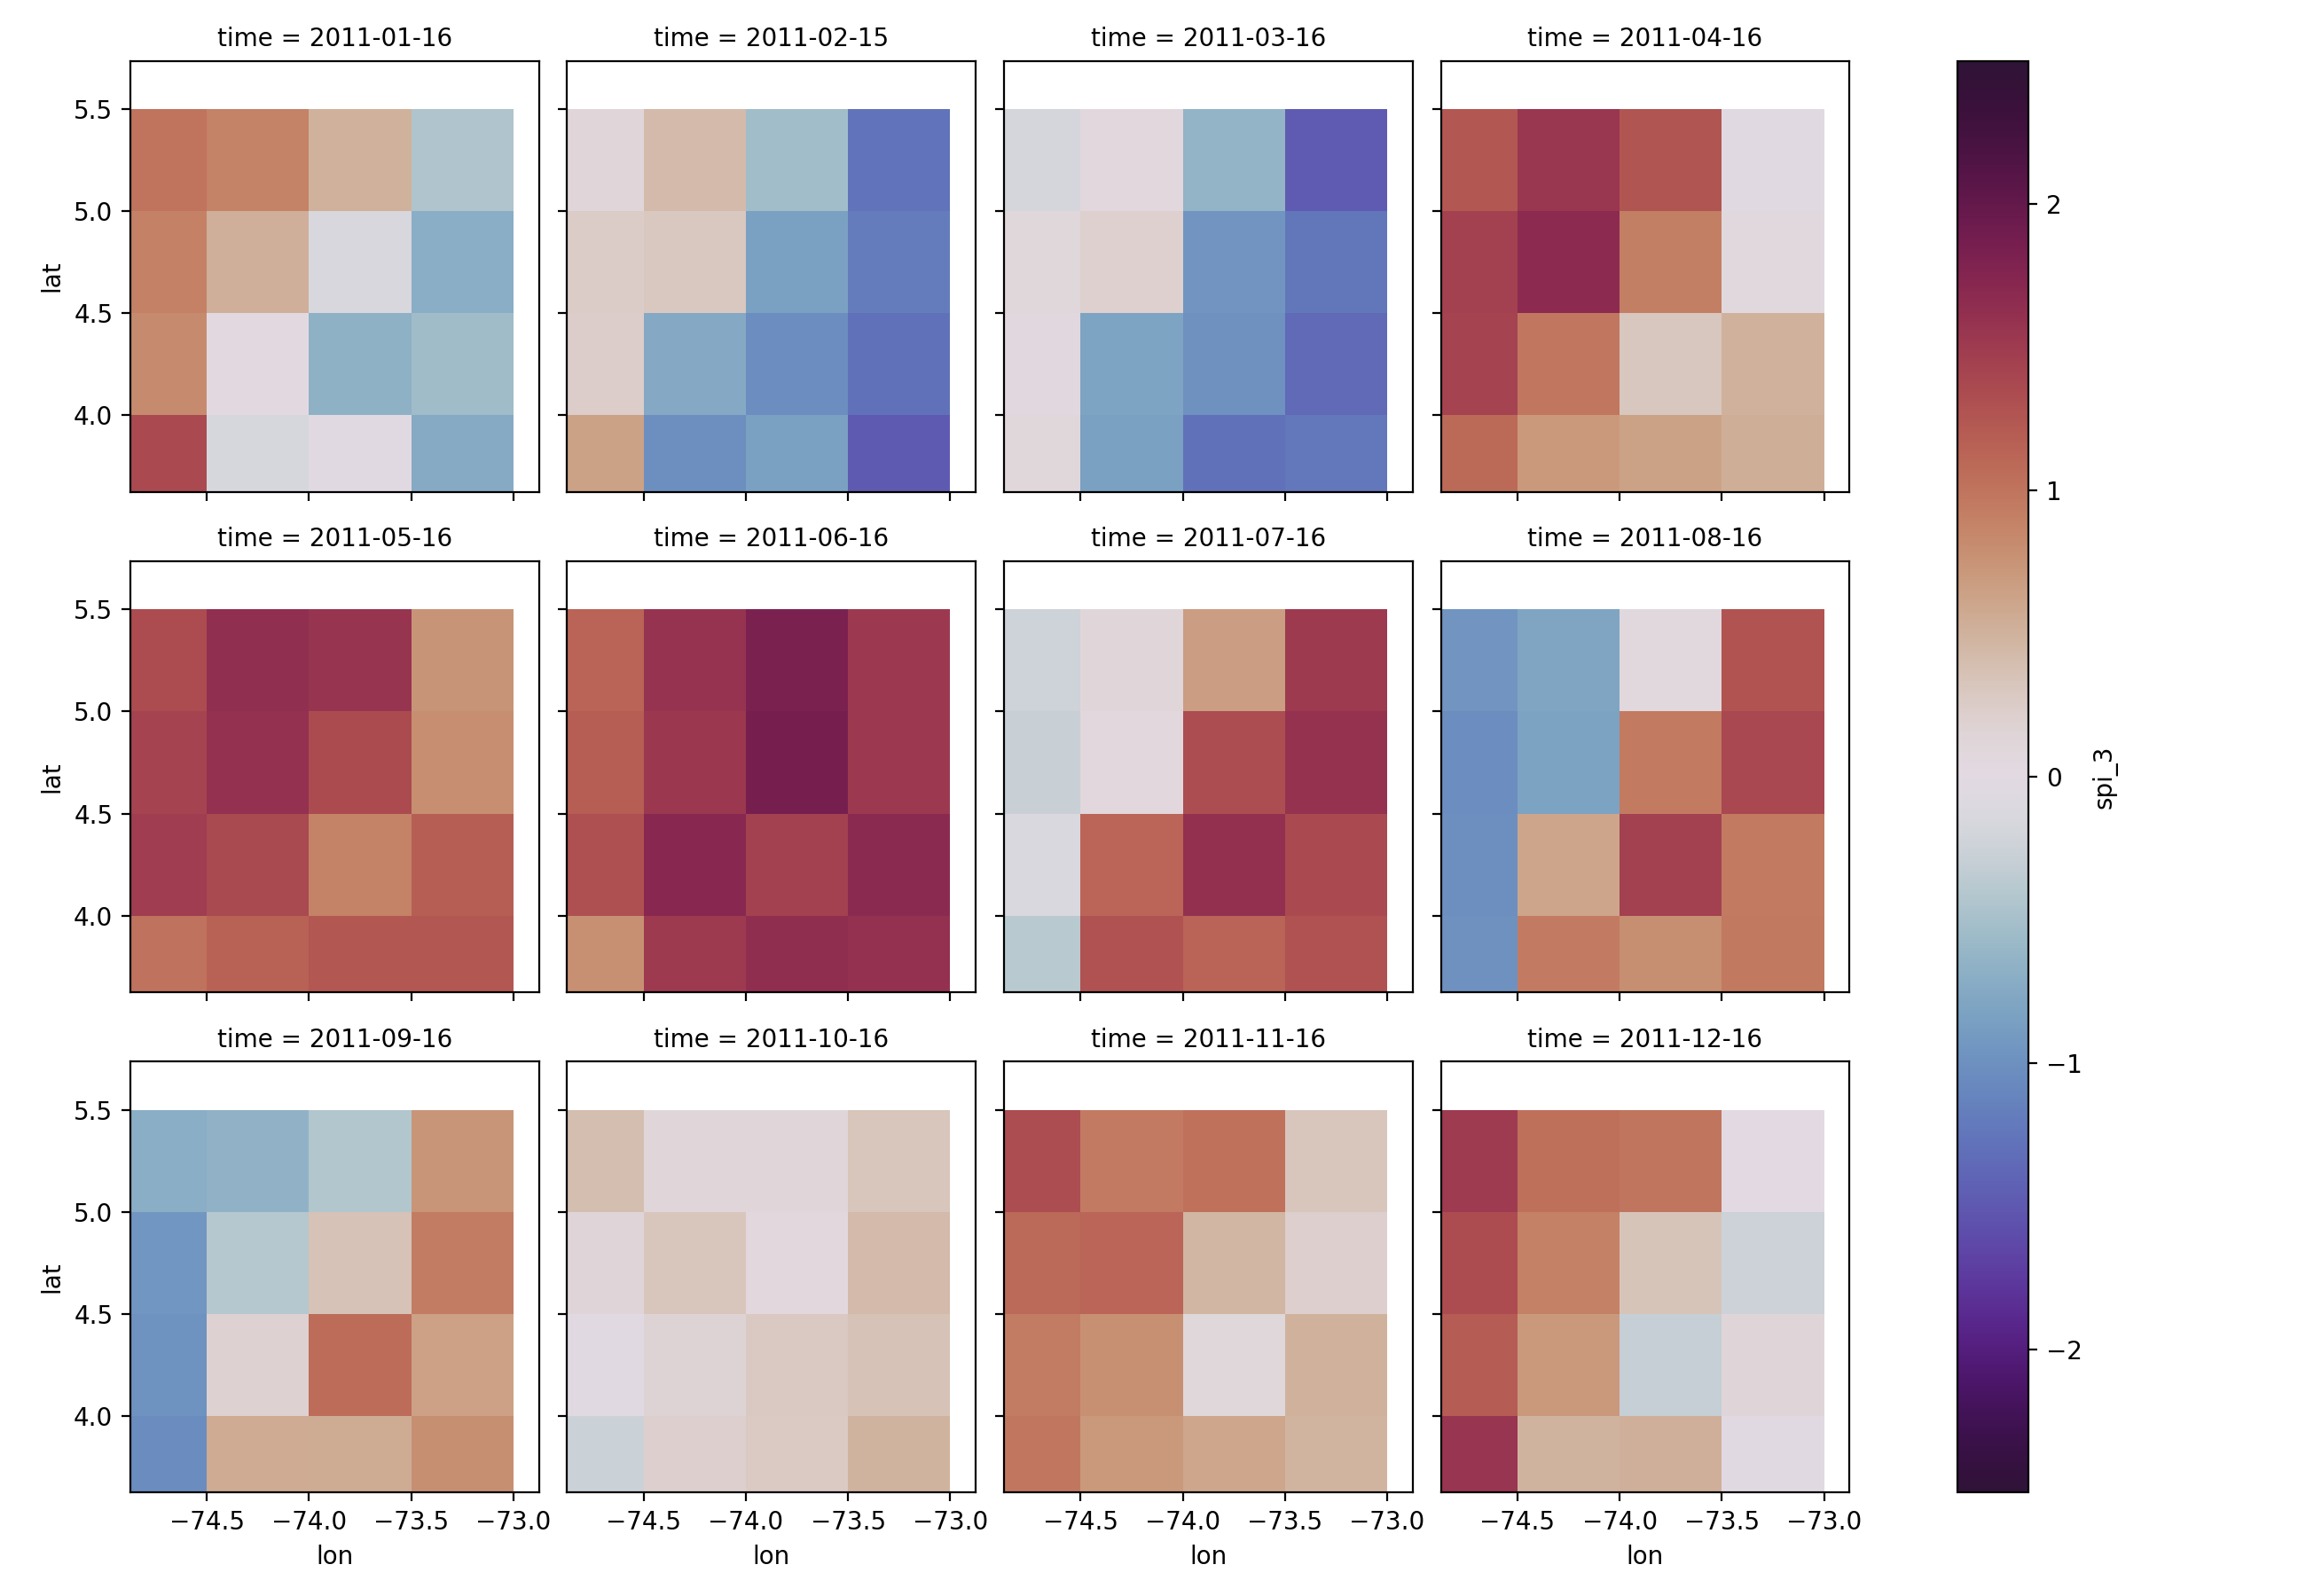 time = 2011-01-16
time = 2011-02-15
time = 2011-03-16
time = 2011-04-16
5.5
5.0
4.5
4.0
lat
time = 2011-05-16
time = 2011-06-16
time = 2011-07-16
time = 2011-08-16
5.5
5.0
4.5
4.0
lat
time = 2011-09-16
time = 2011-10-16
time = 2011-11-16
time = 2011-12-16
5.5
5.0
4.5
4.0
lat
−74.5 −74.0 −73.5 −73.0
lon
−74.5 −74.0 −73.5 −73.0
lon
−74.5 −74.0 −73.5 −73.0
lon
−74.5 −74.0 −73.5 −73.0
lon
2
1
0
−1
−2
spi_3